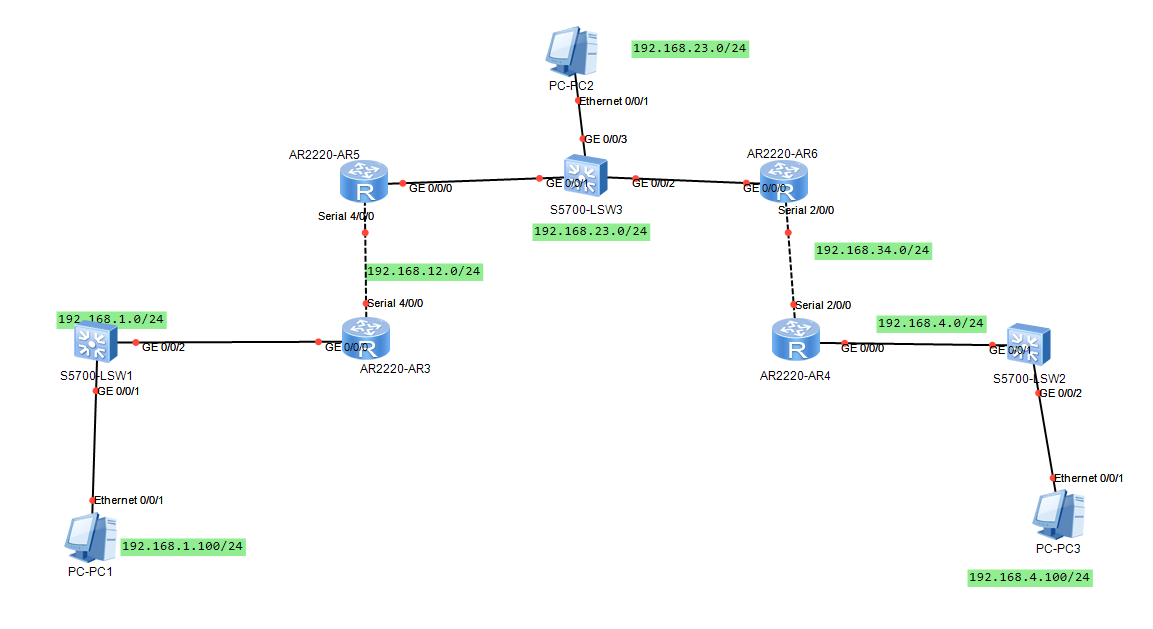 192.168.23.0/24
PC-PC2
Ethernet 0/0/1
GE 0/0/3
AR2220-AR5
AR2220-AR6
GE 0/0/0
GE 0/0/1
GE 0/0/2
GE 0/0/0
R
R
S5700-LSW3
Serial 4/0/0
Serial 2/0/0
192.168.23.0/24
192.168.34.0/24
192.168.12.0/24
Serial 4/0/0
Serial 2/0/0
192.168.1.0/24
192.168.4.0/24
GE 0/0/2
GE 0/0/0
R
R
GE 0/0/0
GE 0/0/1
S5700-LSW1
AR2220-AR3
AR2220-AR4
S5700-LSW2
GE 0/0/1
GE 0/0/2
Ethernet 0/0/1
Ethernet 0/0/1
192.168.1.100/24
PC-PC1
PC-PC3
192.168.4.100/24